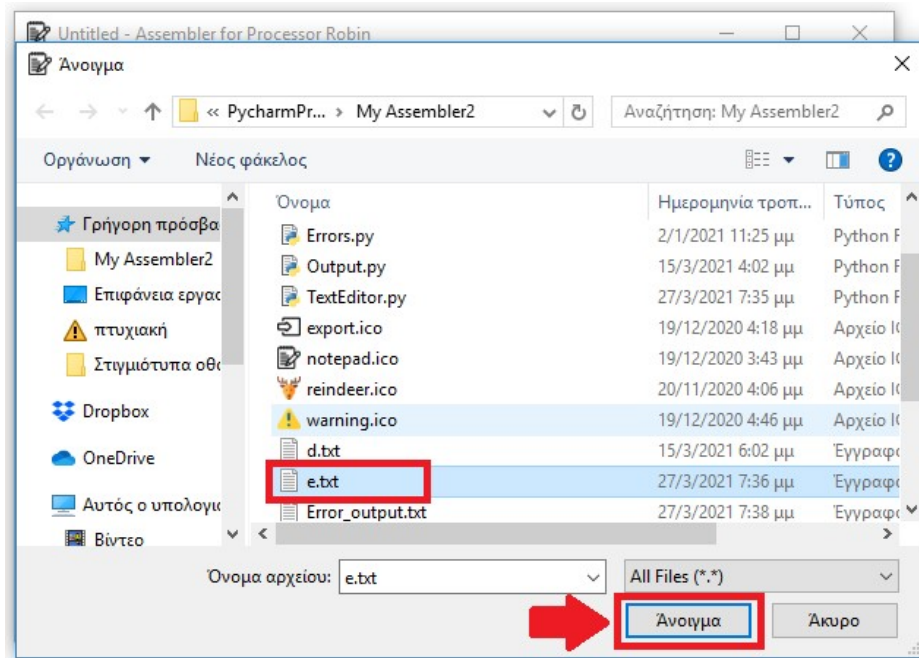 Untitled - Assembler for Processor Robin
Άνοιγμα
« PycharmPr... › My Assembler2
Αναζήτηση: My Assembler2
Οργάνωση
Νέος φάκελος
?
Όνομα
Ημερομηνία τροπ...
Τύπος
Γρήγορη πρόσβα
My Assembler2
Επιφάνεια εργασ
πτυχιακή
Στιγμιότυπα οθό
Dropbox
OneDrive
Αυτός ο υπολογισ
Βίντεο
Errors.py 2/1/2021 11:25 μμ Python F
Output.py 15/3/2021 4:02 μμ Python F
TextEditor.py 27/3/2021 7:35 μμ Python F
export.ico 19/12/2020 4:18 μμ Αρχείο I
notepad.ico 19/12/2020 3:43 μμ Αρχείο I
reindeer.ico 20/11/2020 4:06 μμ Αρχείο I
warning.ico 19/12/2020 4:46 μμ Αρχείο I
d.txt 15/3/2021 6:02 μμ Έγγραφο
e.txt 27/3/2021 7:36 μμ Έγγραφο
Error_output.txt 27/3/2021 7:38 μμ Έγγραφο
Όνομα αρχείου: e.txt
All Files (*.*)
Άνοιγμα
Άκυρο